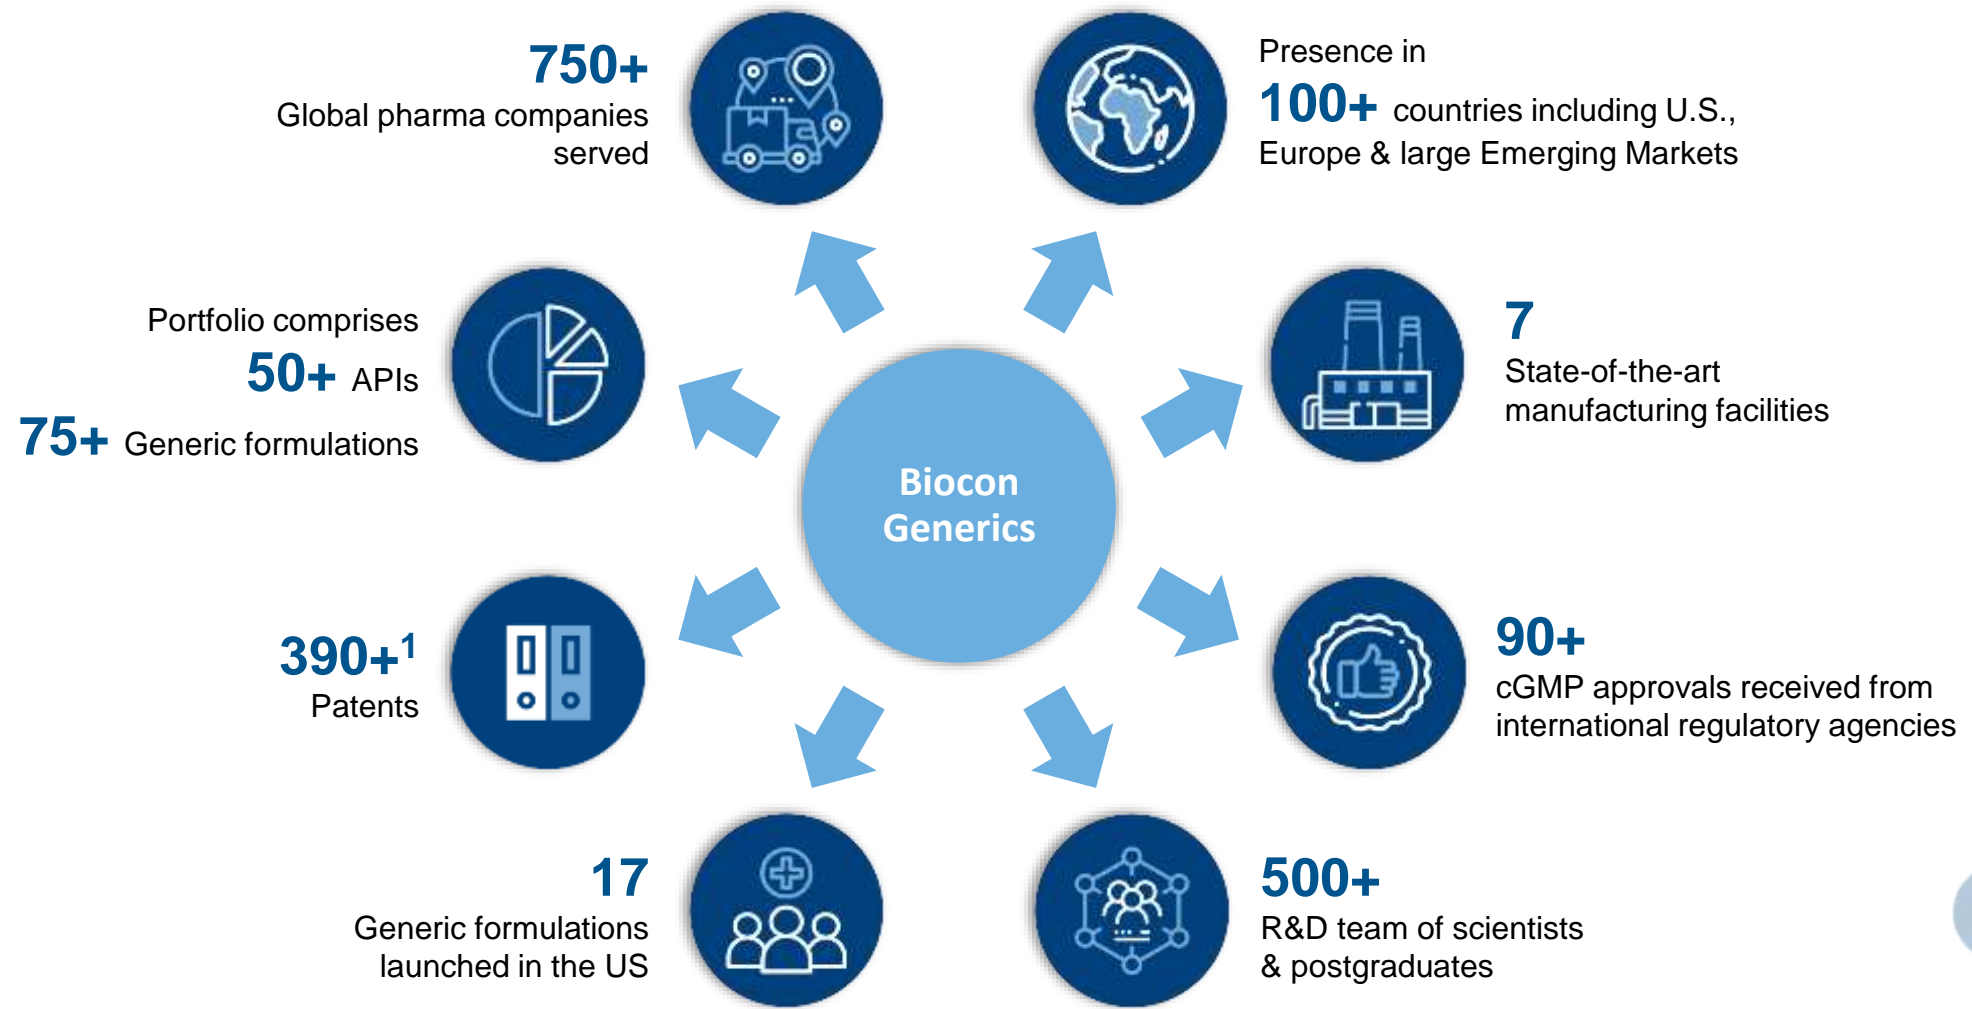 750+
Global pharma companies
served
Presence in
100+ countries including U.S.,
Europe & large Emerging Markets
Portfolio comprises
50+ APIs
75+ Generic formulations
7
State-of-the-art
manufacturing facilities
Biocon
Generics
390+1
Patents
90+
cGMP approvals received from
international regulatory agencies
17
Generic formulations
launched in the US
500+
R&D team of scientists
& postgraduates